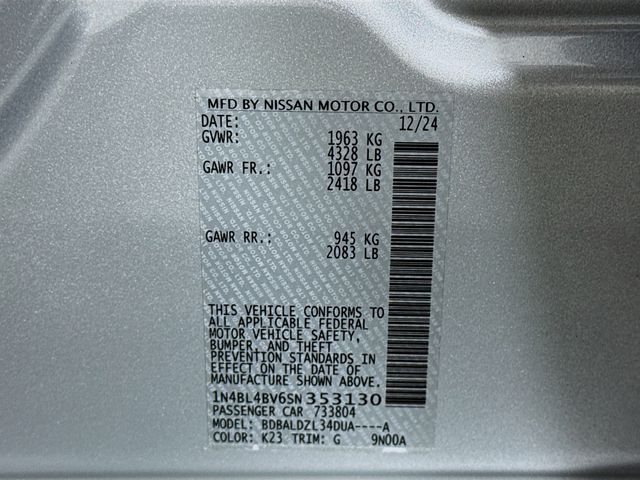 MFD BY NISSAN MOTOR CO., LTD.
DATE: 12/24
GVWR: 1963 KG
4328 LB
GAWR FR.: 1097 KG
2418 LB
GAWR RR.: 945 KG
2083 LB
THIS VEHICLE CONFORMS TO
ALL APPLICABLE FEDERAL
MOTOR VEHICLE SAFETY,
BUMPER, AND THEFT
PREVENTION STANDARDS IN
EFFECT ON THE DATE OF
MANUFACTURE SHOWN ABOVE.
1N4BL4BV6SN353130
PASSENGER CAR 733804
MODEL: BDBALDZL34DUA----A
COLOR: K23 TRIM: G 9N00A